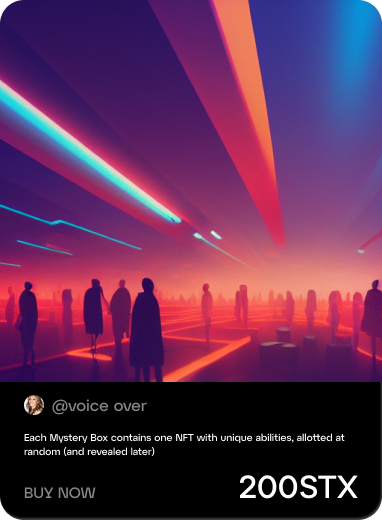 @voice over
Each Mystery Box contains one NFT with unique abilities, allotted at
random (and revealed later)
BUY NOW
200STX